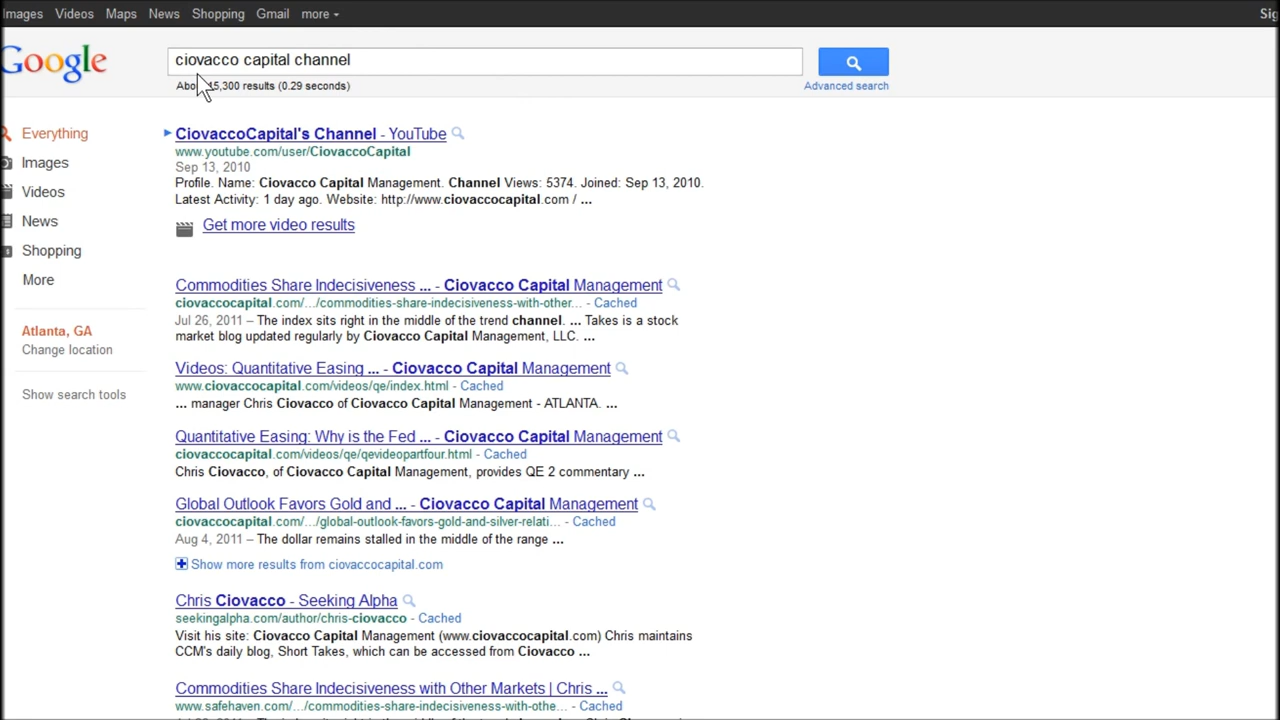 Images Videos Maps News Shopping Gmail more
Google
ciovacco capital channel
15,300 results (0.29 seconds)
Advanced search
Everything
Images
Videos
News
Shopping
More
Atlanta, GA
Change location
Show search tools
CiovaccoCapital's Channel - YouTube
www.youtube.com/user/CiovaccoCapital
Sep 13, 2010
Profile. Name: Ciovacco Capital Management. Channel Views: 5374. Joined: Sep 13, 2010.
Latest Activity: 1 day ago. Website: http://www.ciovaccocapital.com / ...
Get more video results
Commodities Share Indecisiveness ... - Ciovacco Capital Management
ciovaccocapital.com/.../commodities-share-indecisiveness-with-other... - Cached
Jul 26, 2011 – The index sits right in the middle of the trend channel. ... Takes is a stock
market blog updated regularly by Ciovacco Capital Management, LLC. ...
Videos: Quantitative Easing ... - Ciovacco Capital Management
www.ciovaccocapital.com/videos/qe/index.html - Cached
... manager Chris Ciovacco of Ciovacco Capital Management - ATLANTA. ...
Quantitative Easing: Why is the Fed ... - Ciovacco Capital Management
ciovaccocapital.com/videos/qe/qevideopartfour.html - Cached
Chris Ciovacco, of Ciovacco Capital Management, provides QE 2 commentary ...
Global Outlook Favors Gold and ... - Ciovacco Capital Management
ciovaccocapital.com/.../global-outlook-favors-gold-and-silver-relati... - Cached
Aug 4, 2011 – The dollar remains stalled in the middle of the range ...
Show more results from ciovaccocapital.com
Chris Ciovacco - Seeking Alpha
seekingalpha.com/author/chris-ciovacco - Cached
Visit his site: Ciovacco Capital Management (www.ciovaccocapital.com) Chris maintains
CCM's daily blog, Short Takes, which can be accessed from Ciovacco ...
Commodities Share Indecisiveness with Other Markets | Chris ...
www.safehaven.com/.../commodities-share-indecisiveness-with-othe... - Cached